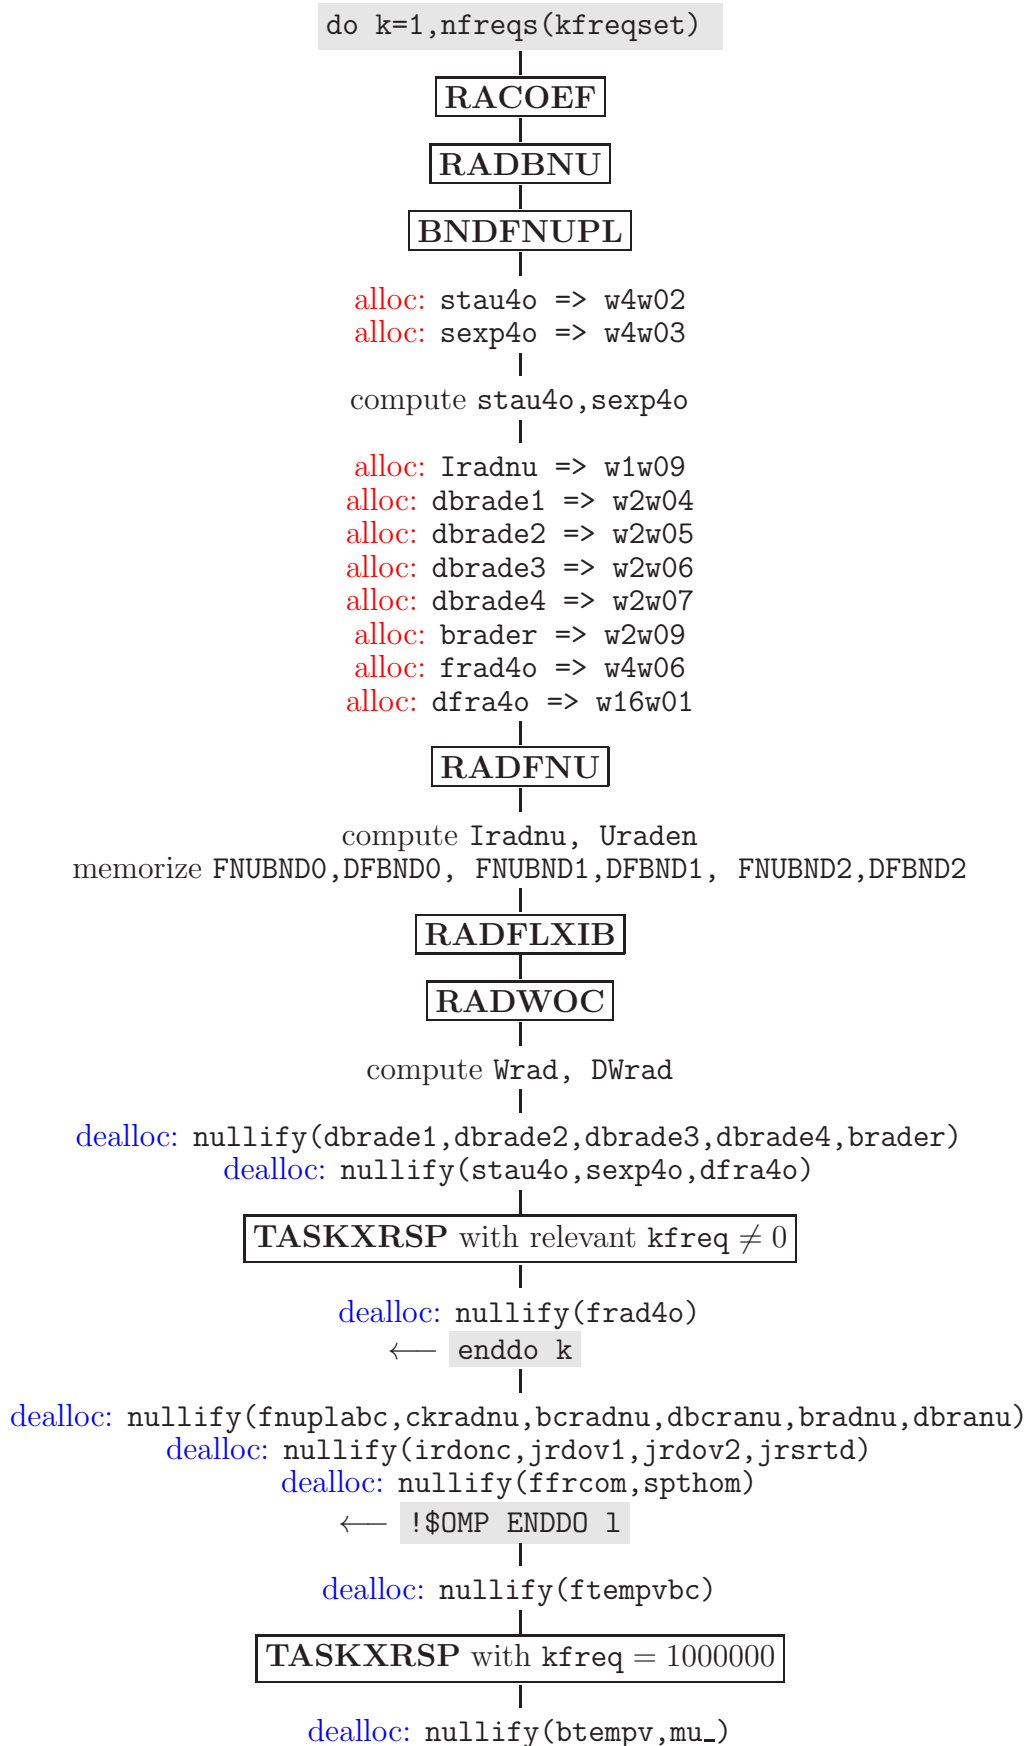 do k=1,nfreqs(kfreqset)
RACOEF
RADBNU
BNDFNUPL
alloc: stau4o => w4w02
alloc: sexp4o => w4w03
compute stau4o,sexp4o
alloc: Iradnu => w1w09
alloc: dbrade1 => w2w04
alloc: dbrade2 => w2w05
alloc: dbrade3 => w2w06
alloc: dbrade4 => w2w07
alloc: brader => w2w09
alloc: frad4o => w4w06
alloc: dfra4o => w16w01
RADFNU
compute Iradnu, Uraden
memorize FNUBND0,DFBND0, FNUBND1,DFBND1, FNUBND2,DFBND2
RADFLXIB
RADWOC
compute Wrad, DWrad
dealloc: nullify(dbrade1,dbrade2,dbrade3,dbrade4,brader)
dealloc: nullify(stau4o,sexp4o,dfra4o)
TASKXRSP with relevant kfreq ≠ 0
dealloc: nullify(frad4o)
⟵ enddo k
dealloc: nullify(fnuplabc,ckradnu,bcradnu,dbcranu,bradnu,dbranu)
dealloc: nullify(irdonc,jrdov1,jrdov2,jrsrtd)
dealloc: nullify(ffrcom,spthom)
⟵ !$OMP ENDDO l
dealloc: nullify(ftempvbc)
TASKXRSP with kfreq = 1000000
dealloc: nullify(btempv,mu_)